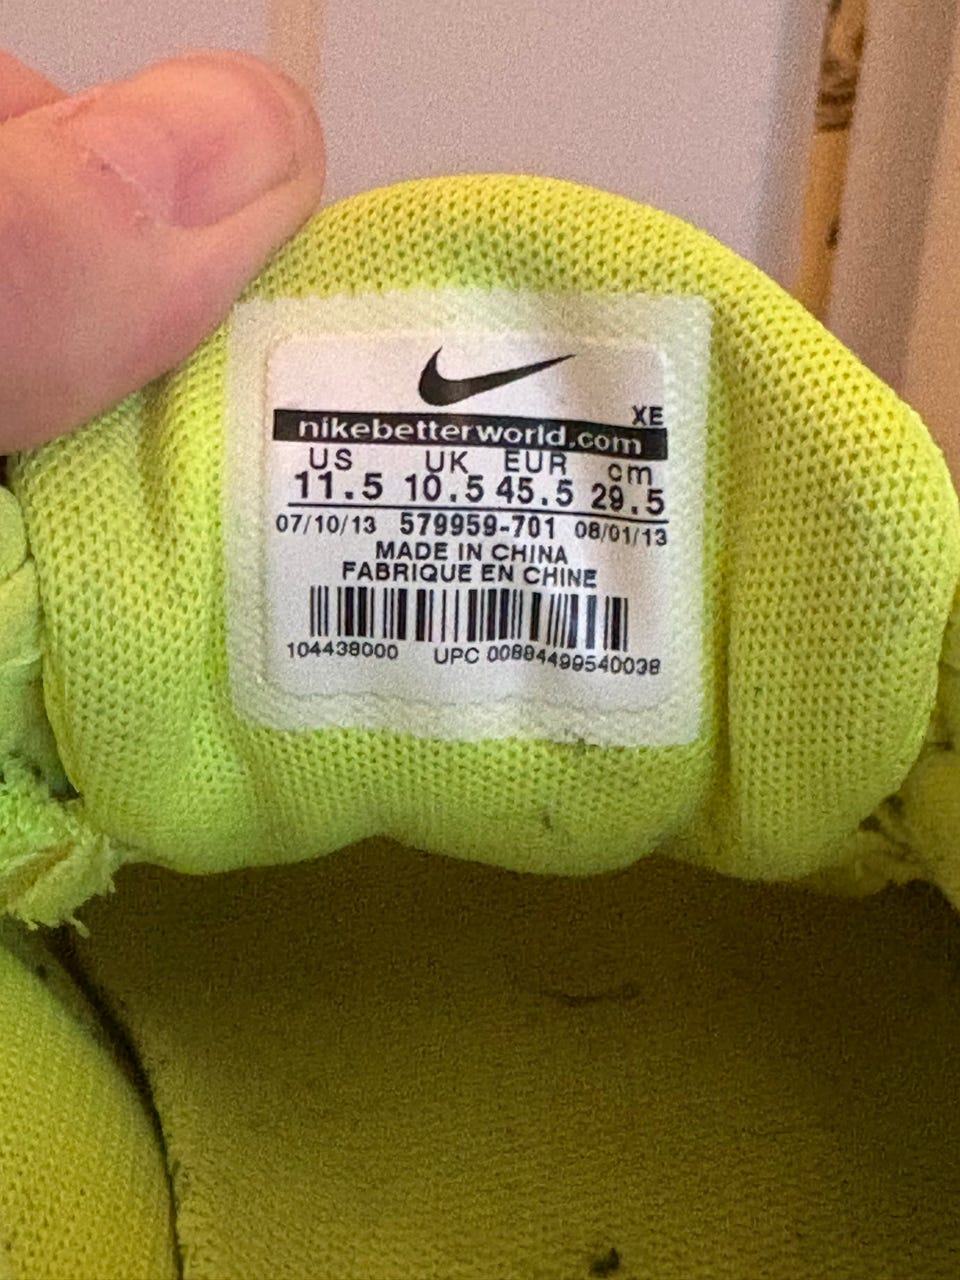 XE
nikebetterworld.com
US UK EUR cm
11.5 10.5 45.5 29.5
07/10/13 579959-701 08/01/13
MADE IN CHINA
FABRIQUE EN CHINE
104438000 UPC 00884499540038